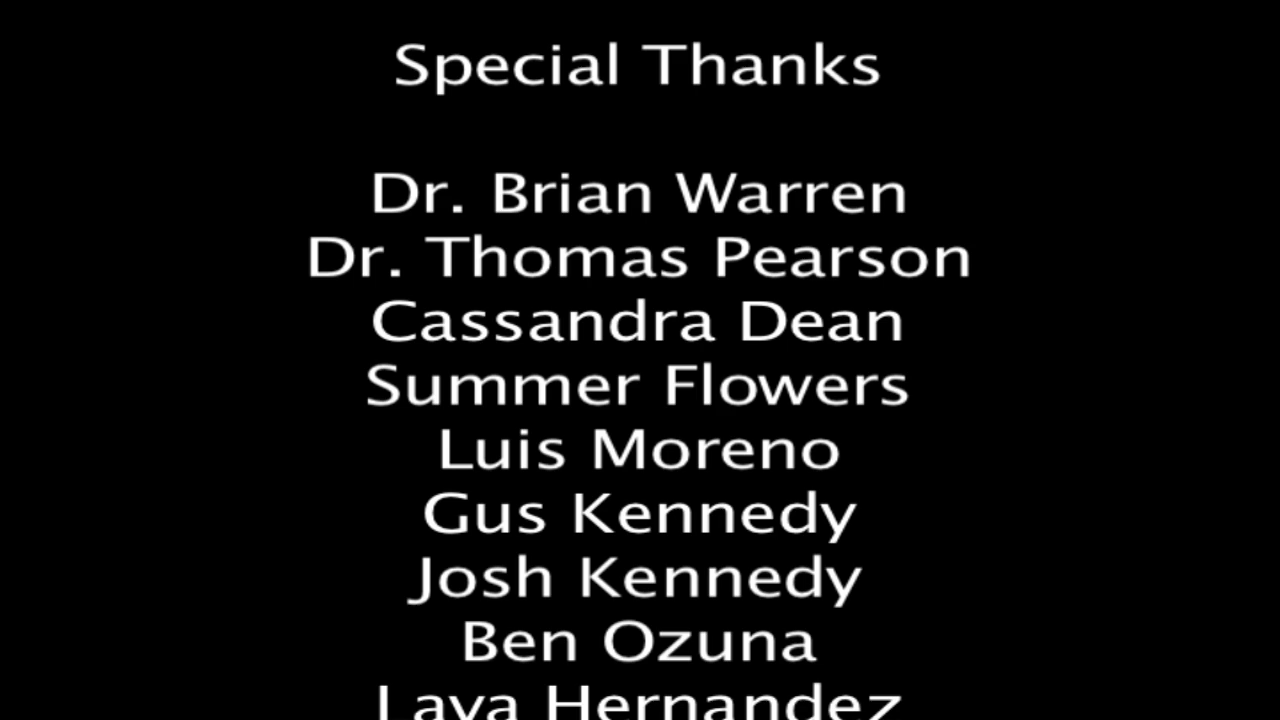 Special Thanks
Dr. Brian Warren
Dr. Thomas Pearson
Cassandra Dean
Summer Flowers
Luis Moreno
Gus Kennedy
Josh Kennedy
Ben Ozuna
Hernandez